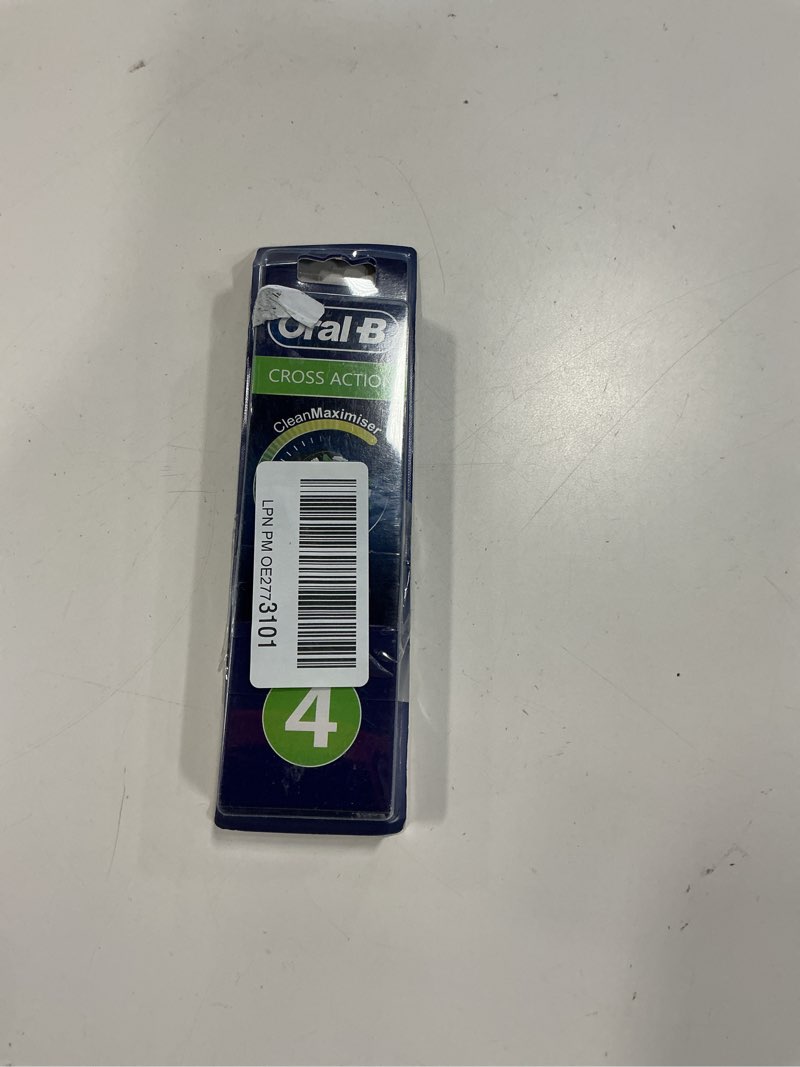 Oral-B
CROSS ACTION
CleanMaximiser
LPN PM OE2773101
4